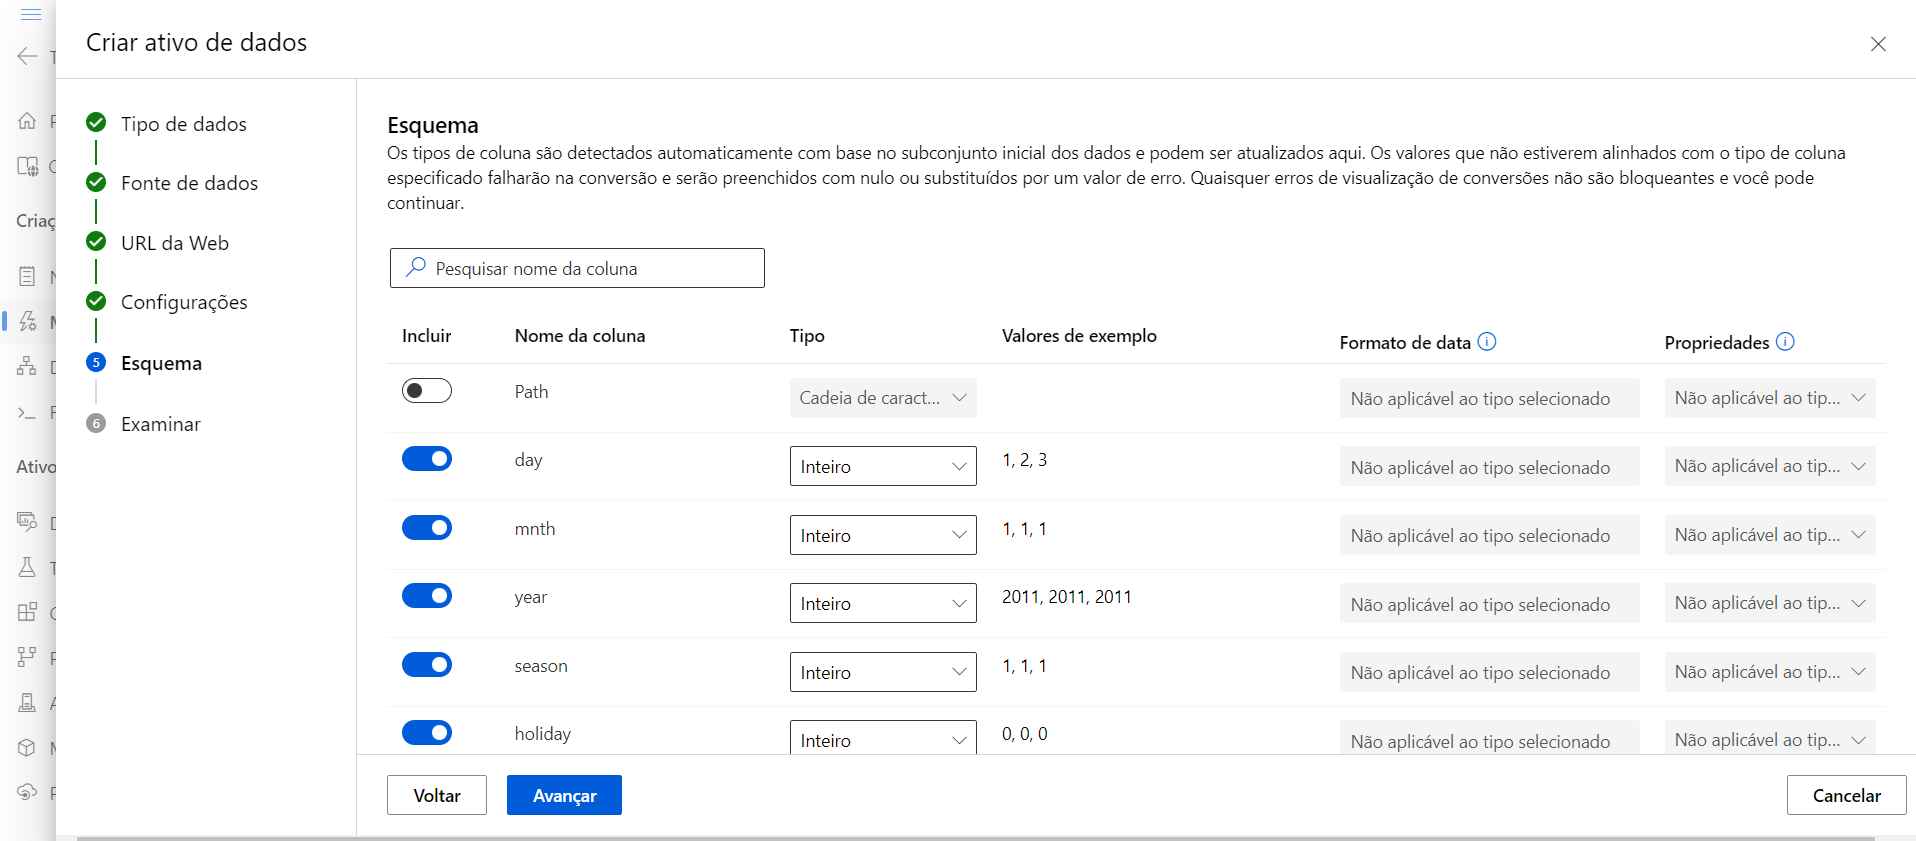 Criar ativo de dados
T
P
C
Criaç
N
M
D
P
Ativo
D
T
C
P
A
M
P
Tipo de dados
Fonte de dados
URL da Web
Configurações
5 Esquema
6 Examinar
Esquema
Os tipos de coluna são detectados automaticamente com base no subconjunto inicial dos dados e podem ser atualizados aqui. Os valores que não estiverem alinhados com o tipo de coluna
especificado falharão na conversão e serão preenchidos com nulo ou substituídos por um valor de erro. Quaisquer erros de visualização de conversões não são bloqueantes e você pode
continuar.
Pesquisar nome da coluna
Incluir Nome da coluna Tipo Valores de exemplo Formato de data Propriedades
Path Cadeia de caract... Não aplicável ao tipo selecionado Não aplicável ao tip...
day Inteiro 1, 2, 3 Não aplicável ao tipo selecionado Não aplicável ao tip...
mnth Inteiro 1, 1, 1 Não aplicável ao tipo selecionado Não aplicável ao tip...
year Inteiro 2011, 2011, 2011 Não aplicável ao tipo selecionado Não aplicável ao tip...
season Inteiro 1, 1, 1 Não aplicável ao tipo selecionado Não aplicável ao tip...
holiday Inteiro 0, 0, 0 Não aplicável ao tipo selecionado Não aplicável ao tip...
Voltar Avançar Cancelar